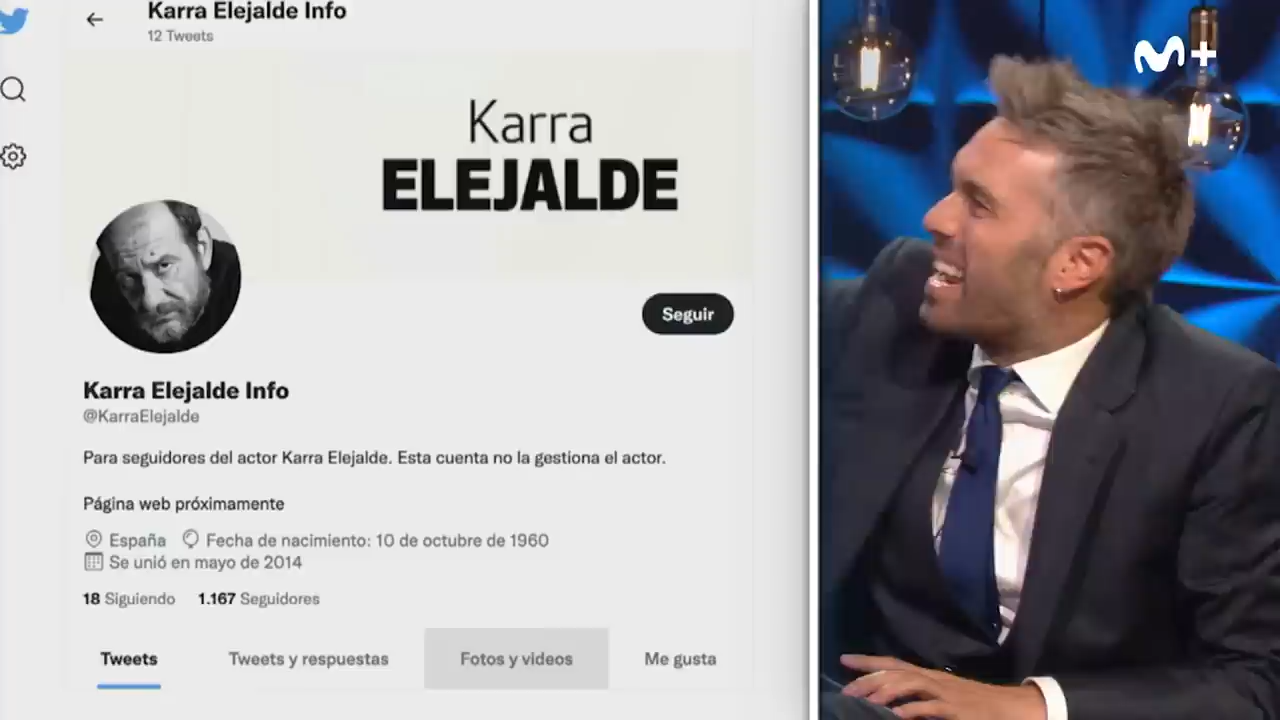 Karra Elejalde Info
12 Tweets
Karra
ELEJALDE
Seguir
Karra Elejalde Info
@KarraElejalde
Para seguidores del actor Karra Elejalde. Esta cuenta no la gestiona el actor.
Página web próximamente
España Fecha de nacimiento: 10 de octubre de 1960
Se unió en mayo de 2014
18 Siguiendo 1.167 Seguidores
Tweets Tweets y respuestas Fotos y videos Me gusta
M+